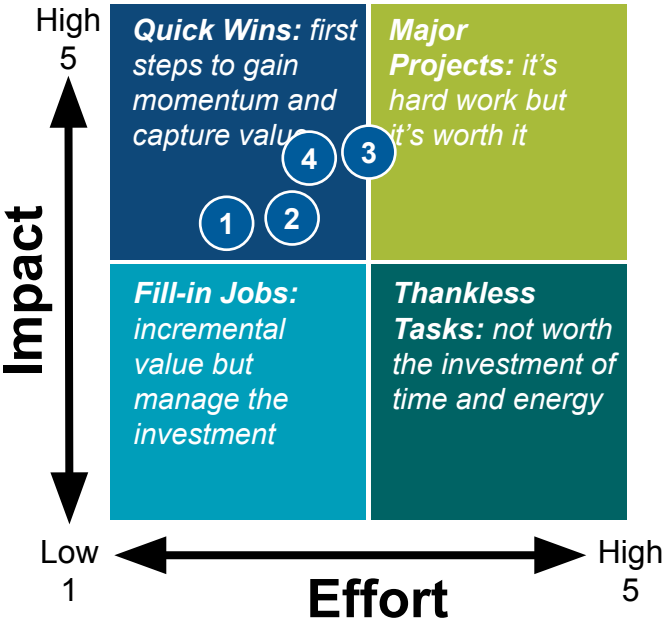 High
5
Quick Wins: first
steps to gain
momentum and
capture value
Major
Projects: it's
hard work but
it's worth it
4
3
1
2
Impact
Fill-in Jobs:
incremental
value but
manage the
investment
Thankless
Tasks: not worth
the investment of
time and energy
Low
1
High
5
Effort